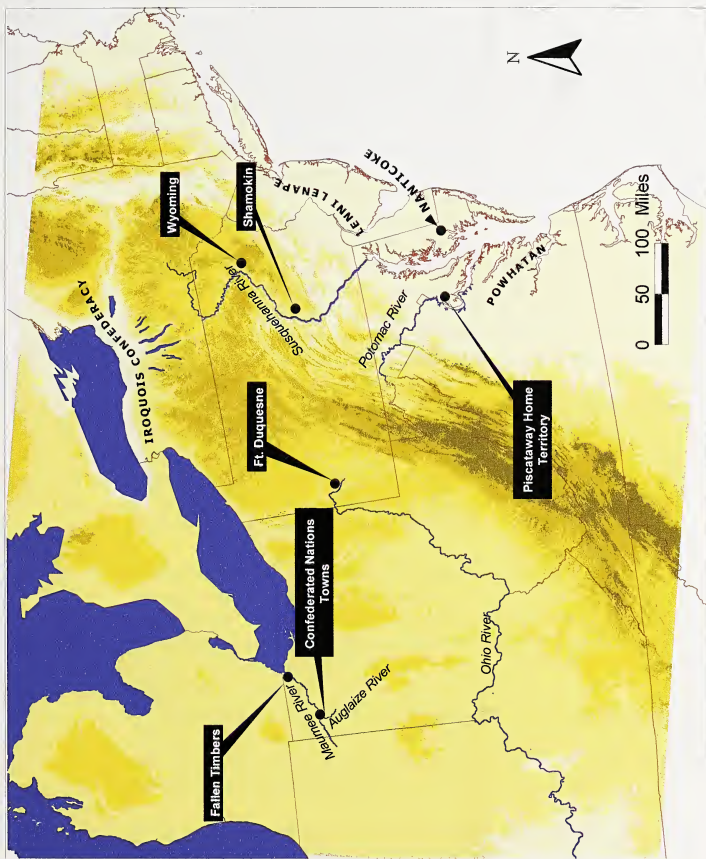 IROQUOIS CONFEDERACY
Fallen Timbers
Wyoming
Shamokin
Maumee River
Auglaize River
Confederated Nations
Towns
Ft. Duquesne
Susquehanna River
LENNI LENAPE
NANTICOKE
Potomac River
Ohio River
Piscataway Home
Territory
POWHATAN
N
0 50 100 Miles